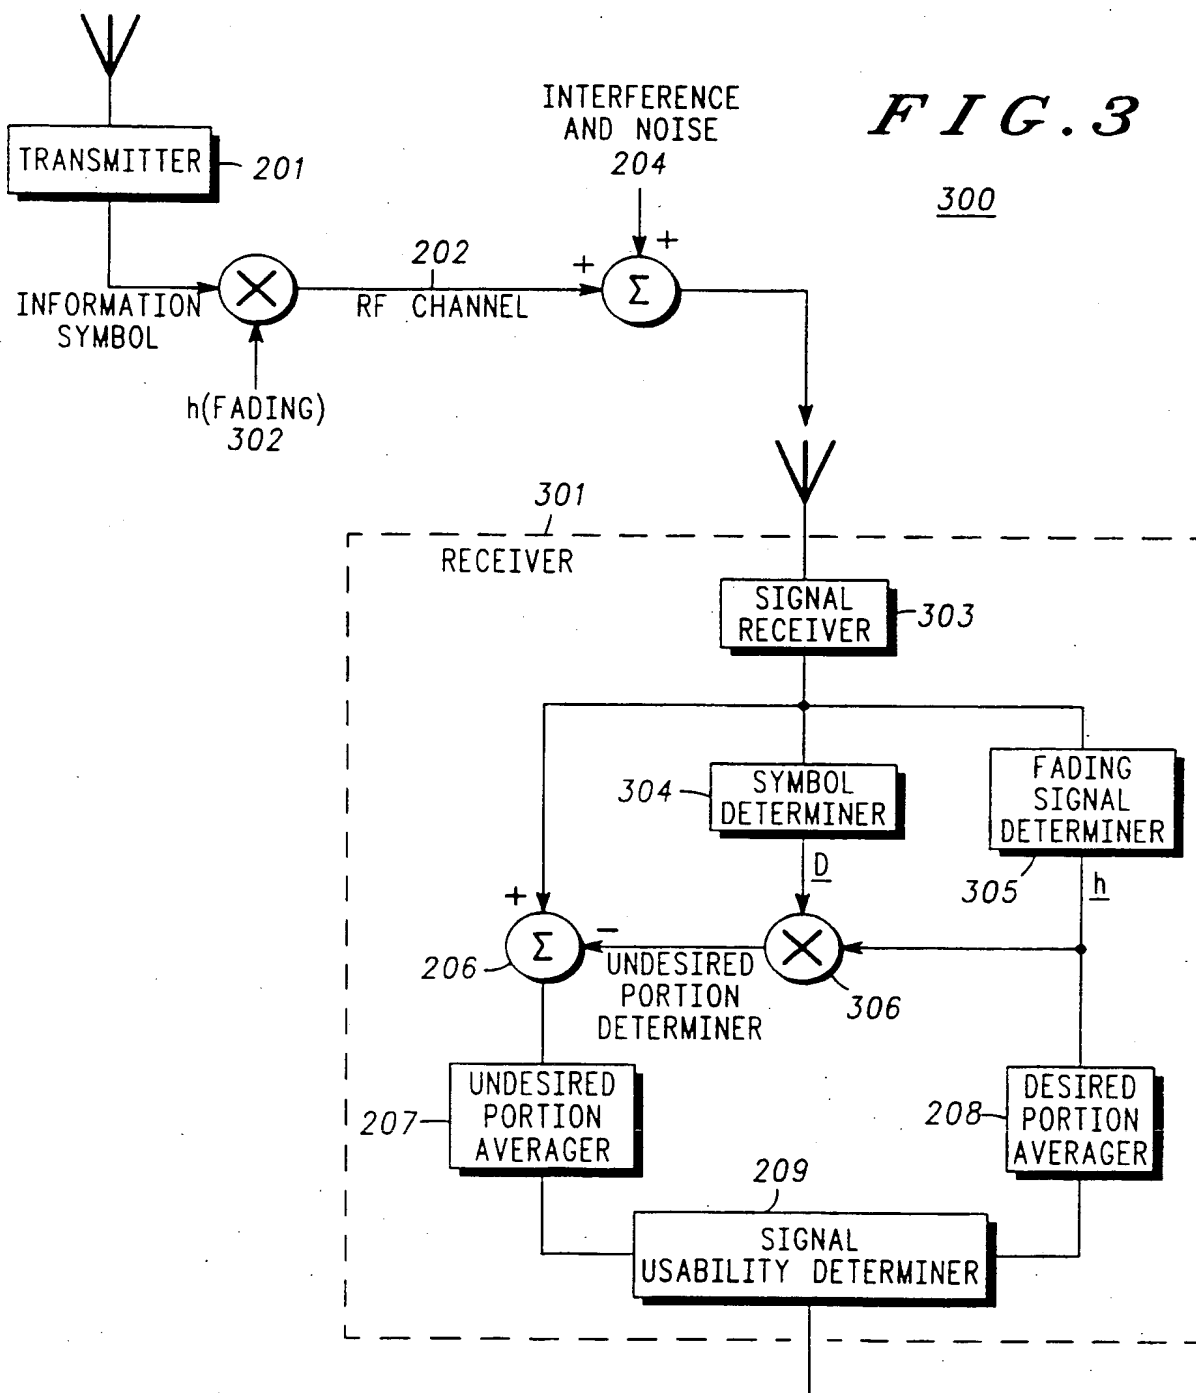 FIG.3
300
INTERFERENCE
AND NOISE
204
TRANSMITTER
201
+
+
202
Σ
INFORMATION
SYMBOL
RF CHANNEL
h(FADING)
302
301
RECEIVER
SIGNAL
RECEIVER
303
304
SYMBOL
DETERMINER
FADING
SIGNAL
DETERMINER
305
D
h
+
−
Σ
206
UNDESIRED
PORTION
DETERMINER
306
207
UNDESIRED
PORTION
AVERAGER
208
DESIRED
PORTION
AVERAGER
209
SIGNAL
USABILITY DETERMINER